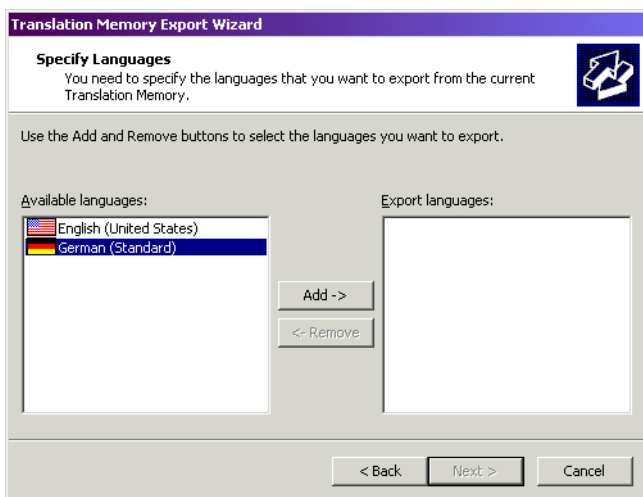 Translation Memory Export Wizard
Specify Languages
You need to specify the languages that you want to export from the current
Translation Memory.
Use the Add and Remove buttons to select the languages you want to export.
Available languages:
Export languages:
English (United States)
German (Standard)
Add ->
<- Remove
< Back
Next >
Cancel